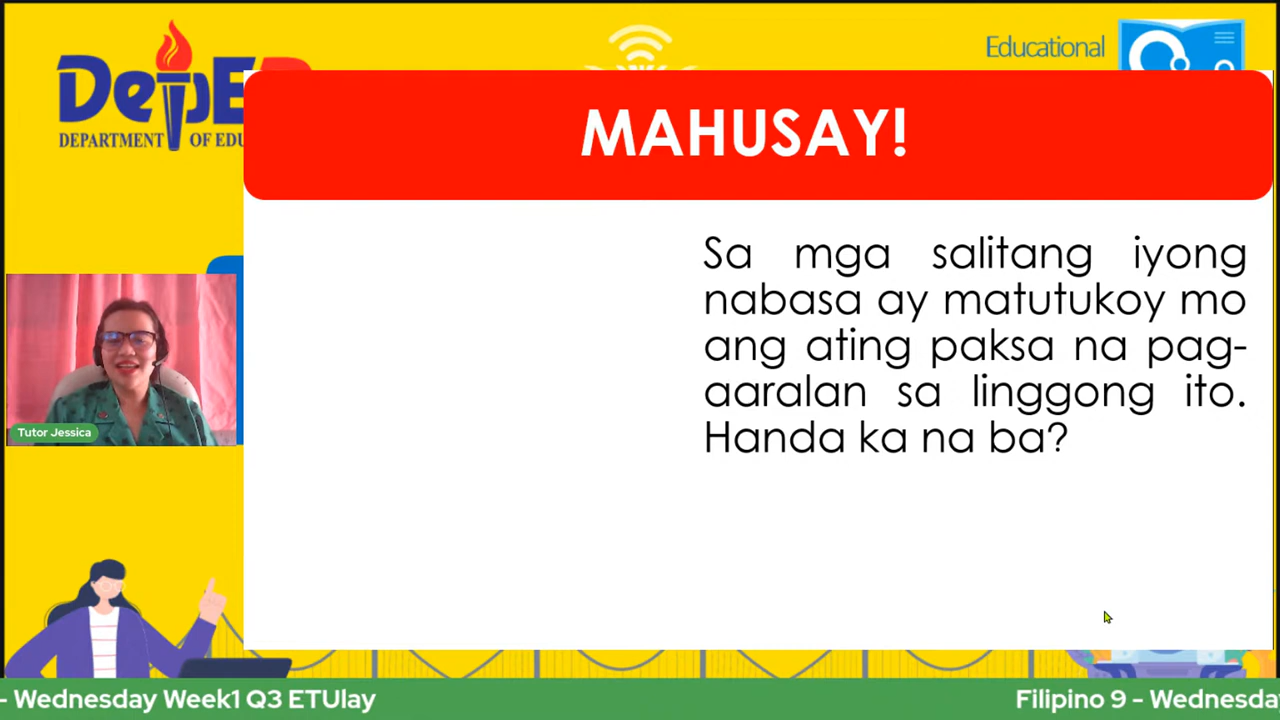 DepE
DEPARTMENT OF EDU
Educational
MAHUSAY!
Sa mga salitang iyong
nabasa ay matutukoy mo
ang ating paksa na pag-
aaralan sa linggong ito.
Handa ka na ba?
Tutor Jessica
- Wednesday Week1 Q3 ETUlay
Filipino 9 - Wednesda